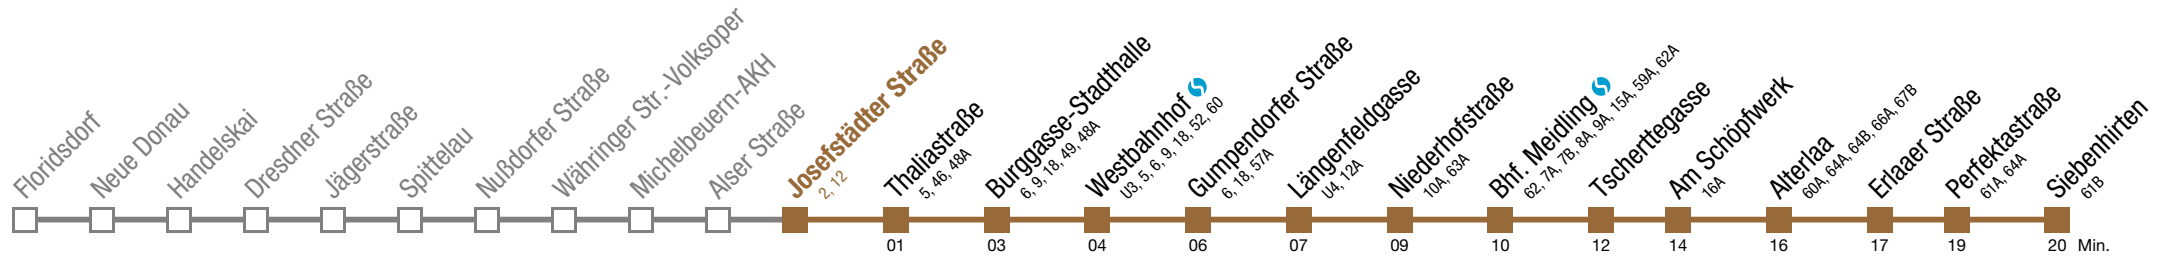 Floridsdorf
Neue Donau
Handelskai
Dresdner Straße
Jägerstraße
Spittelau
Nußdorfer Straße
Währinger Str.-Volksoper
Michelbeuern-AKH
Alser Straße
Josefstädter Straße
2, 12
Thaliastraße
5, 46, 48A
Burggasse-Stadthalle
6, 9, 18, 49, 48A
Westbahnhof
U3, 5, 6, 9, 18, 52, 60
Gumpendorfer Straße
6, 18, 57A
Längenfeldgasse
U4, 12A
Niederhofstraße
10A, 63A
Bhf. Meidling
62, 7A, 7B, 8A, 9A, 15A, 59A, 62A
Tscherttegasse
Am Schöpfwerk
16A
Alterlaa
60A, 64A, 64B, 66A, 67B
Erlaaer Straße
Perfektastraße
61A, 64A
Siebenhirten
61B
01 03 04 06 07 09 10 12 14 16 17 19 20 Min.